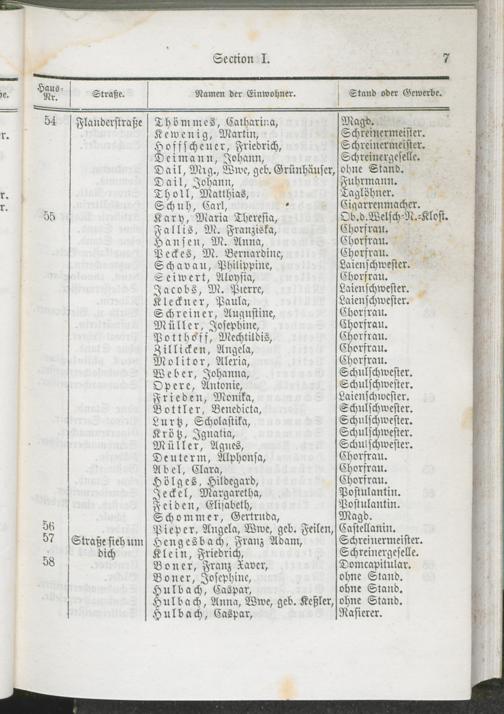 Section I.
7
Haus-Nr. Straße. Namen der Einwohner. Stand oder Gewerbe.
54 Flanderstraße Thömmes, Catharina, Magd.
Kewenig, Martin, Schreinermeister.
Hoffscheuer, Friedrich, Schreinermeister.
Deimann, Johann, Schreinergeselle.
Dail, Mrg., Wwe, geb. Grünhäuser, ohne Stand.
Dail, Johann, Fuhrmann.
Tholl, Matthias, Taglöhner.
Schuh, Carl, Cigarrenmacher.
55 Kary, Maria Theresia, Ob.d.Welsch-N.-Klost.
Fallis, M. Franziska, Chorfrau.
Hansen, M. Anna, Chorfrau.
Peckes, M. Bernardine, Chorfrau.
Schavau, Philippine, Laienschwester.
Seiwert, Aloysia, Chorfrau.
Jacobs, M. Pierre, Laienschwester.
Kleckner, Paula, Laienschwester.
Schreiner, Augustine, Chorfrau.
Müller, Josephine, Chorfrau.
Potthoff, Mechtildis, Chorfrau.
Zillicken, Angela, Chorfrau.
Molitor, Aleria, Chorfrau.
Weber, Johanna, Schulschwester.
Opere, Antonie, Schulschwester.
Frieden, Monika, Laienschwester.
Bottler, Benedicta, Schulschwester.
Lurtz, Scholastika, Schulschwester.
Krötz, Ignatia, Schulschwester.
Müller, Agnes, Schulschwester.
Deuterm, Alphonsa, Chorfrau.
Abel, Clara, Chorfrau.
Hölges, Hildegard, Chorfrau.
Jeckel, Margaretha, Postulantin.
Feiden, Elisabeth, Postulantin.
Schommer, Gertruda, Magd.
56 Pieper, Angela, Wwe, geb. Feilen, Castellanin.
57 Straße sieh um Hengesbach, Franz Adam, Schreinermeister.
dich Klein, Friedrich, Schreinergeselle.
58 Boner, Franz Xaver, Domcapitular.
Boner, Josephine, ohne Stand.
Hulbach, Caspar, ohne Stand.
Hulbach, Anna, Wwe, geb. Keßler, ohne Stand.
Hulbach, Caspar, Rasierer.